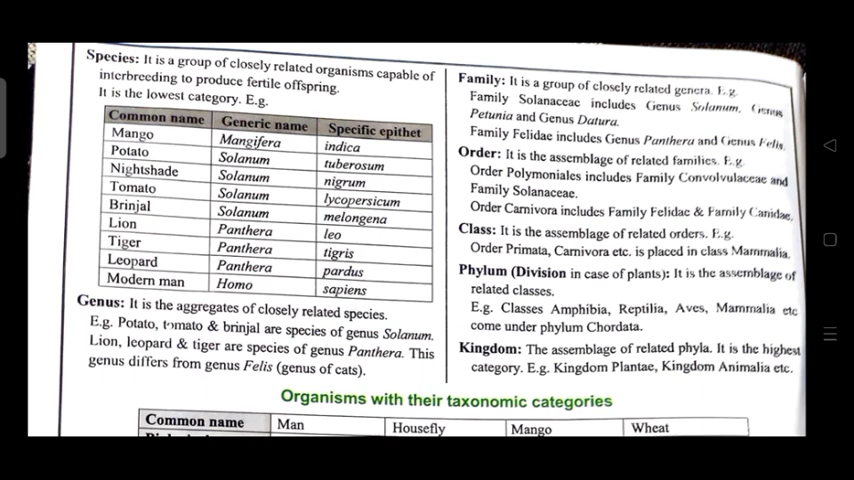 Species: It is a group of closely related organisms capable of
interbreeding to produce fertile offspring.
It is the lowest category. E.g.
Common name Generic name Specific epithet
Mango Mangifera indica
Potato Solanum tuberosum
Nightshade Solanum nigrum
Tomato Solanum lycopersicum
Brinjal Solanum melongena
Lion Panthera leo
Tiger Panthera tigris
Leopard Panthera pardus
Modern man Homo sapiens
Genus: It is the aggregates of closely related species.
E.g. Potato, tomato & brinjal are species of genus Solanum.
Lion, leopard & tiger are species of genus Panthera. This
genus differs from genus Felis (genus of cats).
Family: It is a group of closely related genera. E.g.
Family Solanaceae includes Genus Solanum, Genus
Petunia and Genus Datura.
Family Felidae includes Genus Panthera and Genus Felis.
Order: It is the assemblage of related families. E.g.
Order Polymoniales includes Family Convolvulaceae and
Family Solanaceae.
Order Carnivora includes Family Felidae & Family Canidae.
Class: It is the assemblage of related orders. E.g.
Order Primata, Carnivora etc. is placed in class Mammalia.
Phylum (Division in case of plants): It is the assemblage of
related classes.
E.g. Classes Amphibia, Reptilia, Aves, Mammalia etc
come under phylum Chordata.
Kingdom: The assemblage of related phyla. It is the highest
category. E.g. Kingdom Plantae, Kingdom Animalia etc.
Organisms with their taxonomic categories
Common name Man Housefly Mango Wheat